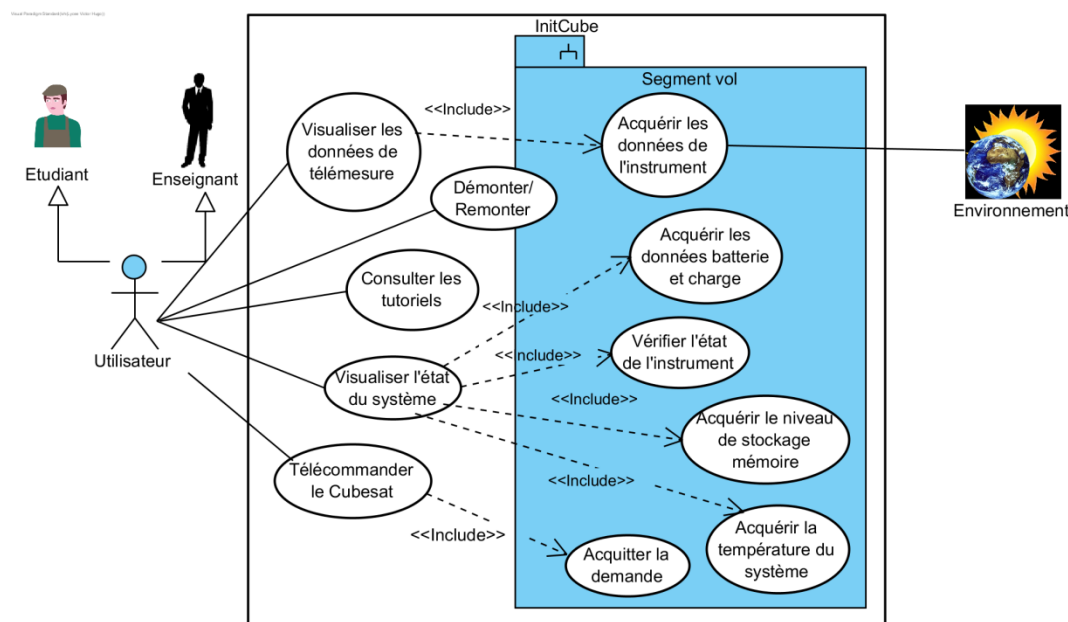 Visual Paradigm Standard
InitCube
Segment vol
Etudiant
Enseignant
Utilisateur
Environnement
Visualiser les
données de
télémesure
<<Include>>
Acquérir les
données de
l'instrument
Démonter/
Remonter
Consulter les
tutoriels
Acquérir les
données batterie
et charge
<<Include>>
Visualiser l'état
du système
<<Include>>
Vérifier l'état
de l'instrument
<<Include>>
Acquérir le niveau
de stockage
mémoire
<<Include>>
Acquérir la
température du
système
Télécommander
le Cubesat
<<Include>>
Acquitter la
demande